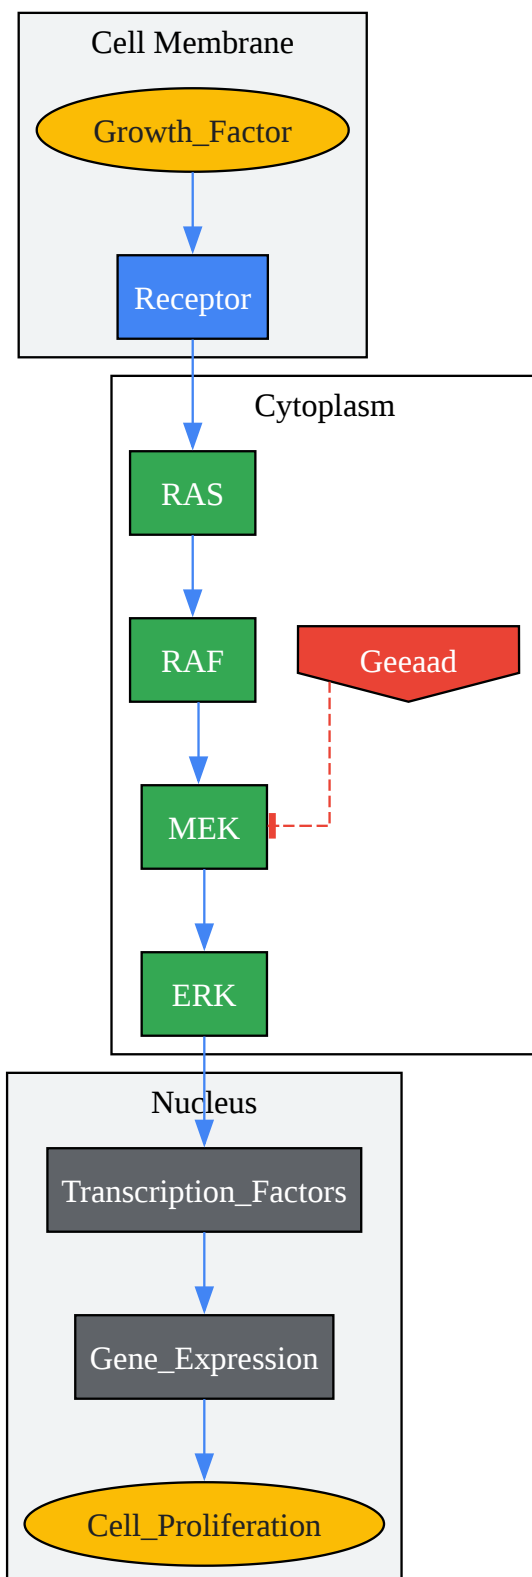 Cell Membrane
Growth_Factor
Receptor
Cytoplasm
RAS
RAF
Geeaad
MEK
ERK
Nucleus
Transcription_Factors
Gene_Expression
Cell_Proliferation